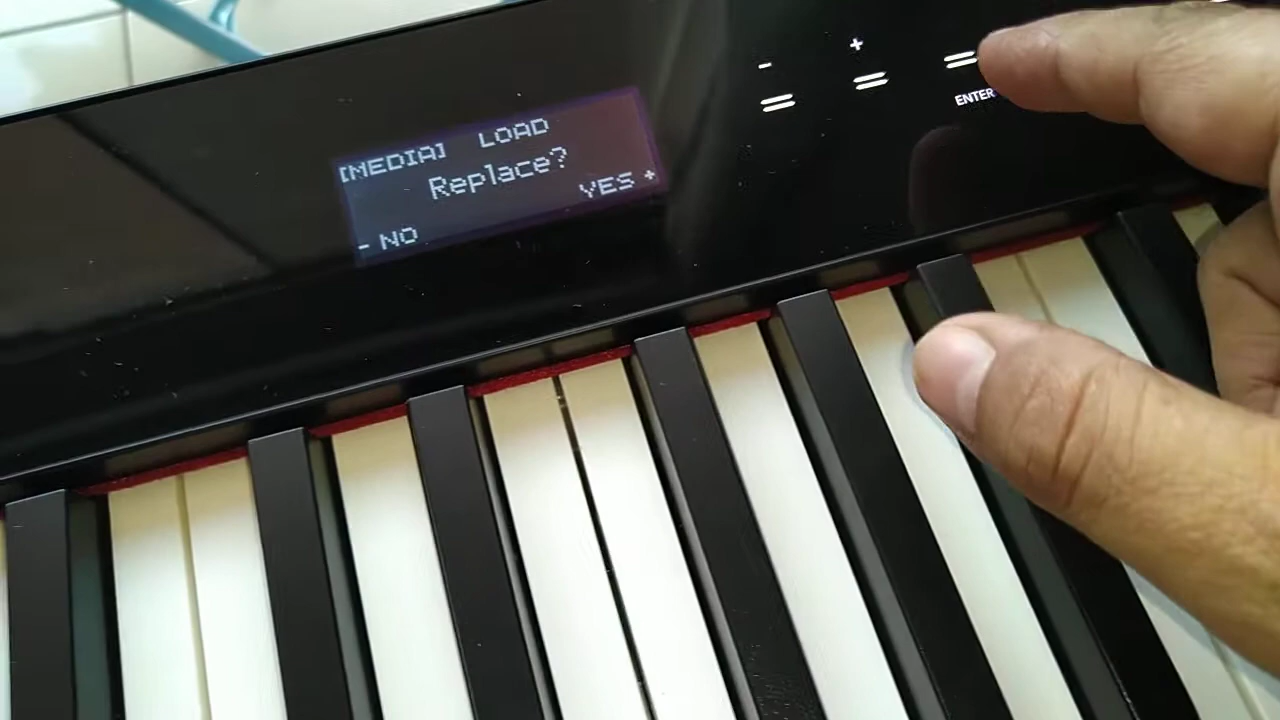 [MEDIA] LOAD
Replace?
- NO YES +
- +
ENTER